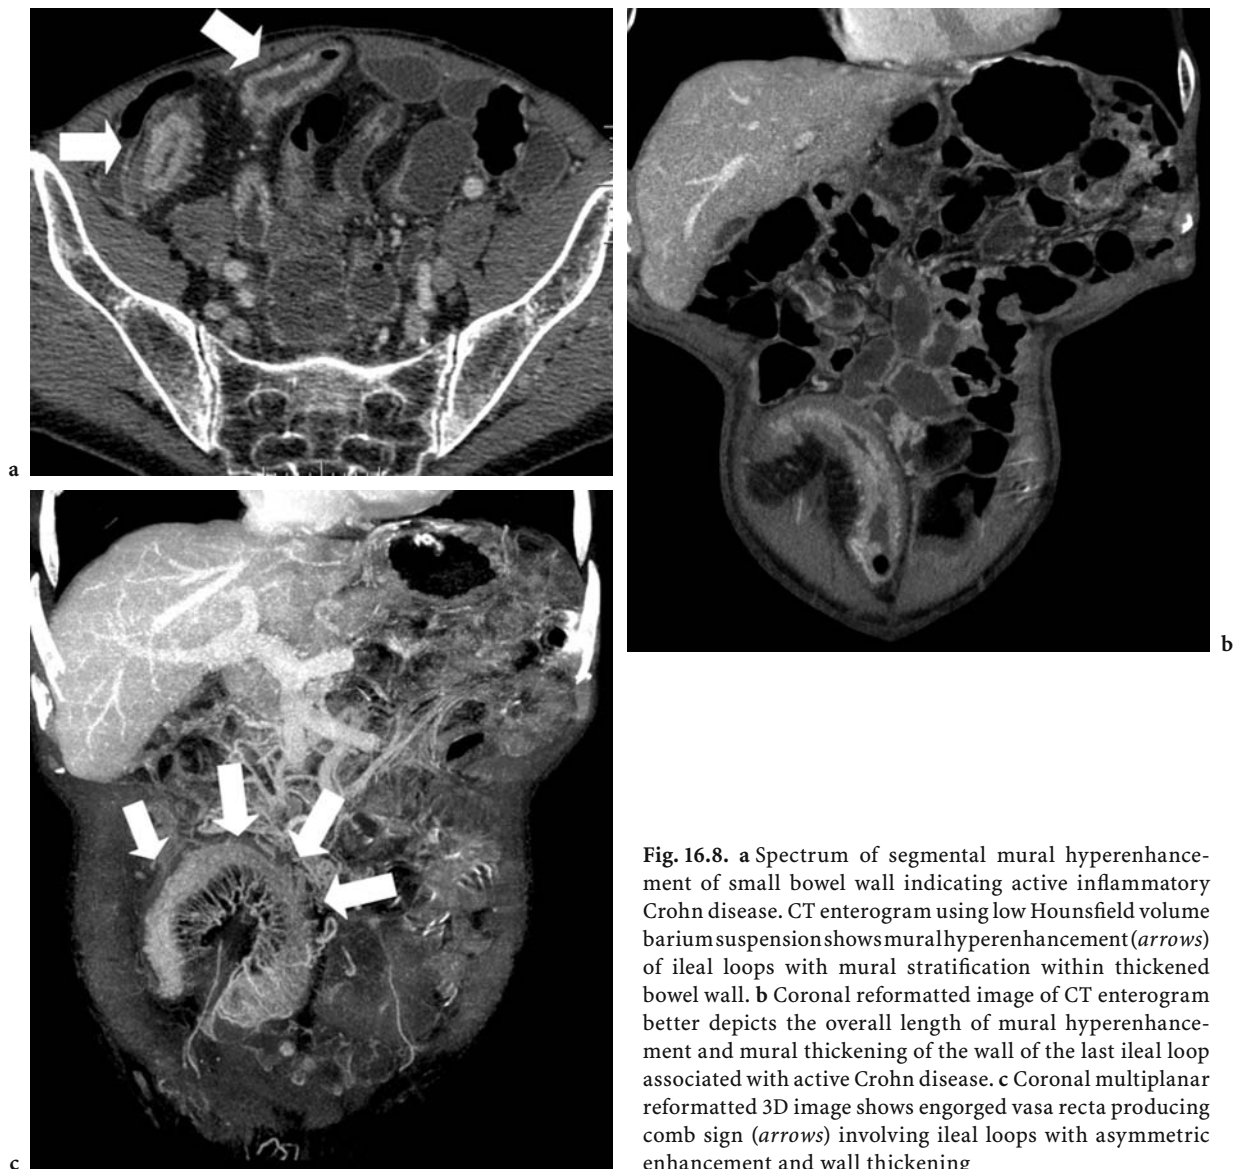 a
b
c
Fig. 16.8. a Spectrum of segmental mural hyperenhance-
ment of small bowel wall indicating active inflammatory
Crohn disease. CT enterogram using low Hounsfield volume
barium suspension shows mural hyperenhancement (arrows)
of ileal loops with mural stratification within thickened
bowel wall. b Coronal reformatted image of CT enterogram
better depicts the overall length of mural hyperenhance-
ment and mural thickening of the wall of the last ileal loop
associated with active Crohn disease. c Coronal multiplanar
reformatted 3D image shows engorged vasa recta producing
comb sign (arrows) involving ileal loops with asymmetric
enhancement and wall thickening